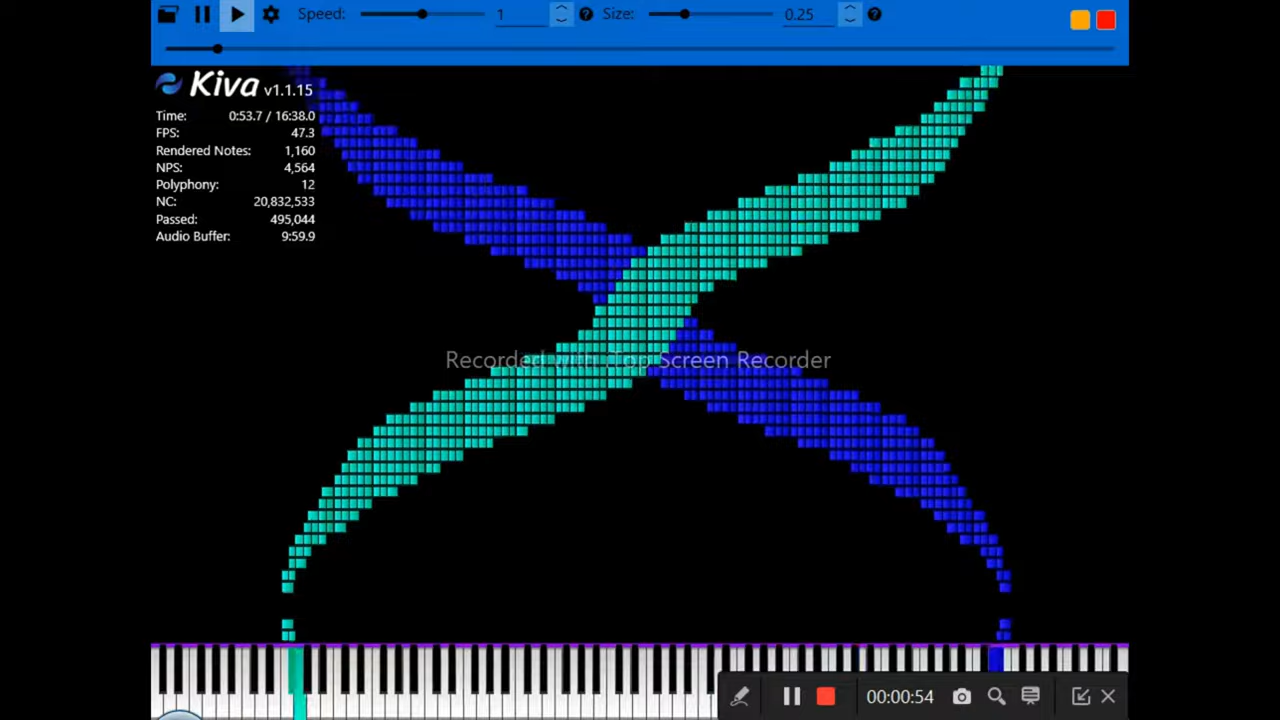 Speed: 1 Size: 0.25
Kiva v1.1.15
Time: 0:53.7 / 16:38.0
FPS: 47.3
Rendered Notes: 1,160
NPS: 4,564
Polyphony: 12
NC: 20,832,533
Passed: 495,044
Audio Buffer: 9:59.9
Recorded with iTop Screen Recorder
00:00:54